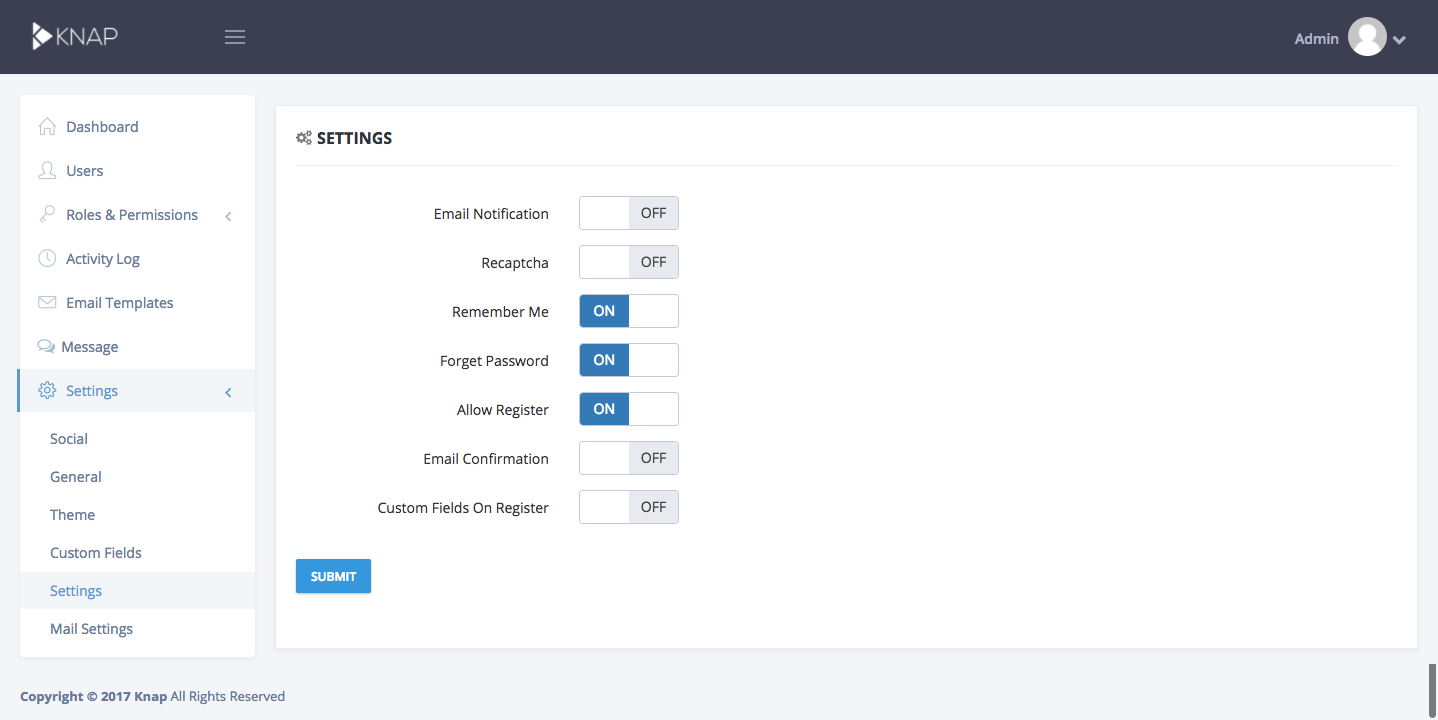 KNAP
Admin
Dashboard
Users
Roles & Permissions
Activity Log
Email Templates
Message
Settings
Social
General
Theme
Custom Fields
Settings
Mail Settings
SETTINGS
Email Notification OFF
Recaptcha OFF
Remember Me ON
Forget Password ON
Allow Register ON
Email Confirmation OFF
Custom Fields On Register OFF
SUBMIT
Copyright © 2017 Knap All Rights Reserved